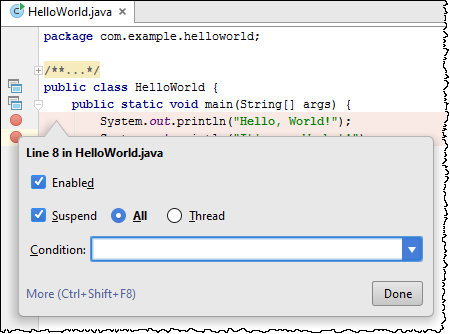 HelloWorld.java ×
package com.example.helloworld;
/**...*/
public class HelloWorld {
public static void main(String[] args) {
System.out.println("Hello, World!");
Line 8 in HelloWorld.java
Enabled
Suspend All Thread
Condition:
More (Ctrl+Shift+F8) Done